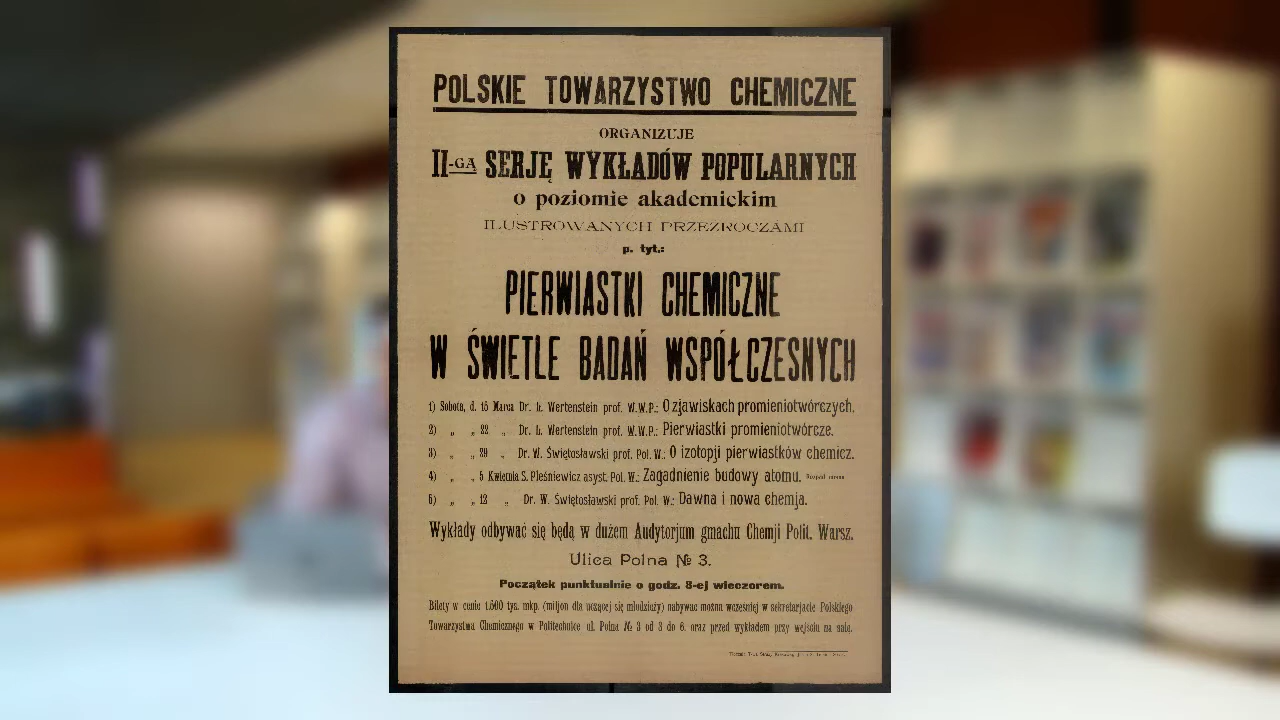 POLSKIE TOWARZYSTWO CHEMICZNE
ORGANIZUJE
II-GĄ SERJĘ WYKŁADÓW POPULARNYCH
o poziomie akademickim
ILUSTROWANYCH PRZEZROCZAMI
p. tyt.:
PIERWIASTKI CHEMICZNE
W ŚWIETLE BADAŃ WSPÓŁCZESNYCH
1) Sobota, d. 15 Marca Dr. L. Wertenstein prof. W.W.P.: O zjawiskach promieniotwórczych.
2) „ „ 22 „ Dr. L. Wertenstein prof. W.W.P.: Pierwiastki promieniotwórcze.
3) „ „ 29 „ Dr. W. Świętosławski prof. Pol. W.: O izotopji pierwiastków chemicz.
4) „ „ 5 Kwietnia S. Pleśniewicz asyst. Pol. W.: Zagadnienie budowy atomu. Rozpad atomu
5) „ „ 12 „ Dr. W. Świętosławski prof. Pol. W.: Dawna i nowa chemja.
Wykłady odbywać się będą w dużem Audytorjum gmachu Chemji Polit. Warsz.
Ulica Polna № 3.
Początek punktualnie o godz. 8-ej wieczorem.
Bilety w cenie 1.500 tys. mkp. (miljon dla uczącej się młodzieży) nabywać można wcześniej w sekretarjacie Polskiego
Towarzystwa Chemicznego w Politechnice ul. Polna № 3 od 3 do 6. oraz przed wykładem przy wejściu na salę.